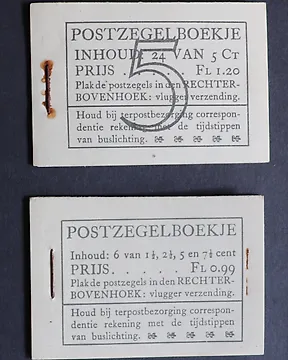 POSTZEGELBOEKJE
INHOUD: 24 VAN 5 CT
5
PRIJS . . . . . FL 1.20
Plak de postzegels in den RECHTER-
BOVENHOEK: vlugger verzending.
Houd bij terpostbezorging correspon-
dentie rekening met de tijdstippen
van buslichting.
POSTZEGELBOEKJE
Inhoud: 6 van 1½, 2½, 5 en 7½ cent
PRIJS . . . . . FL 0.99
Plak de postzegels in den RECHTER-
BOVENHOEK: vlugger verzending.
Houd bij terpostbezorging correspon-
dentie rekening met de tijdstippen
van buslichting.